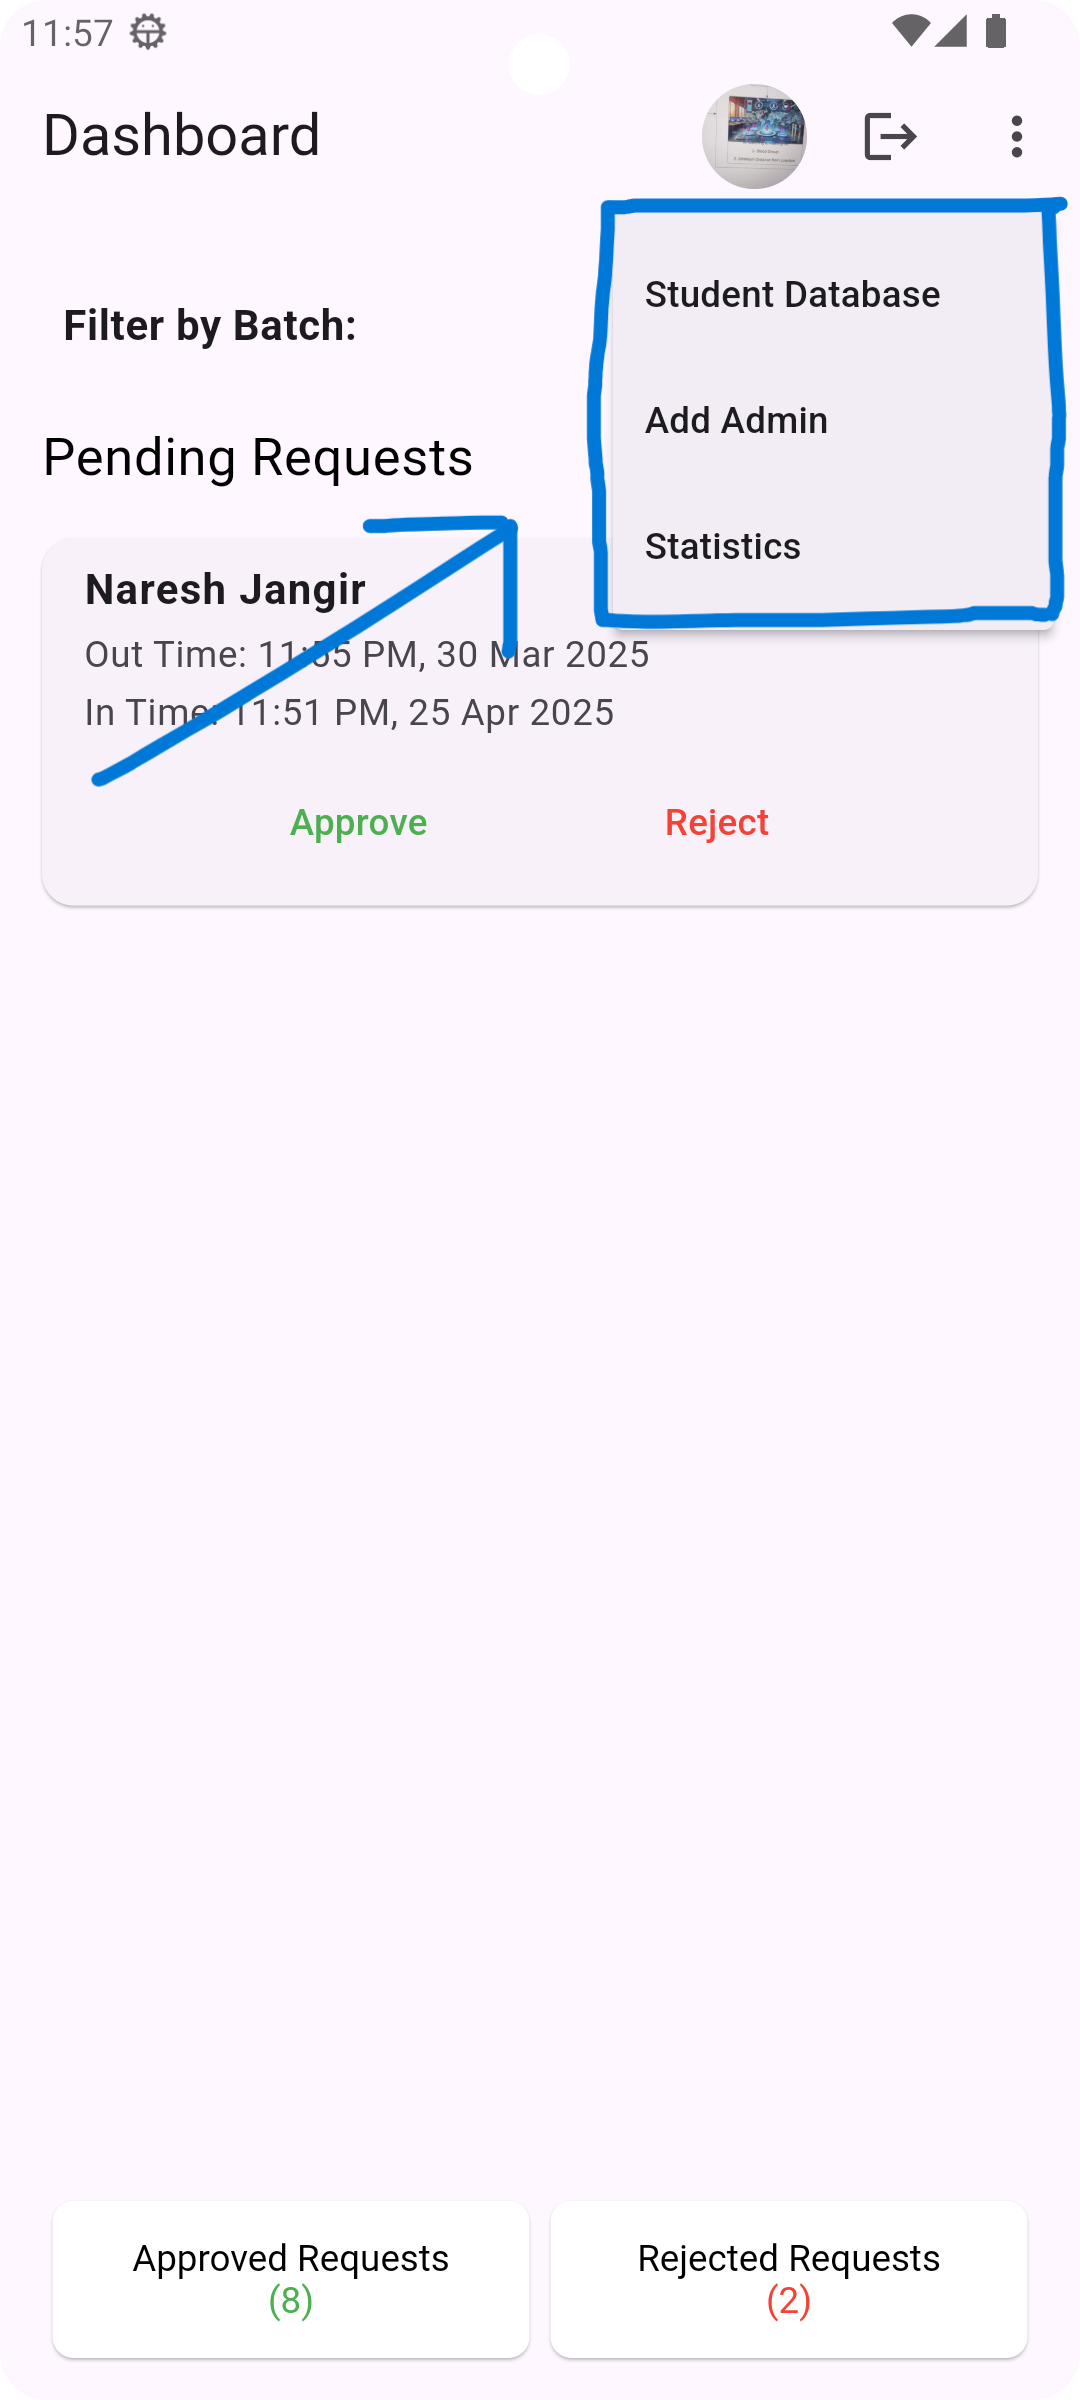 11:57
Dashboard
Student Database
Filter by Batch:
Add Admin
Pending Requests
Statistics
Naresh Jangir
Out Time: 11:55 PM, 30 Mar 2025
In Time: 11:51 PM, 25 Apr 2025
Approve Reject
Approved Requests
(8)
Rejected Requests
(2)